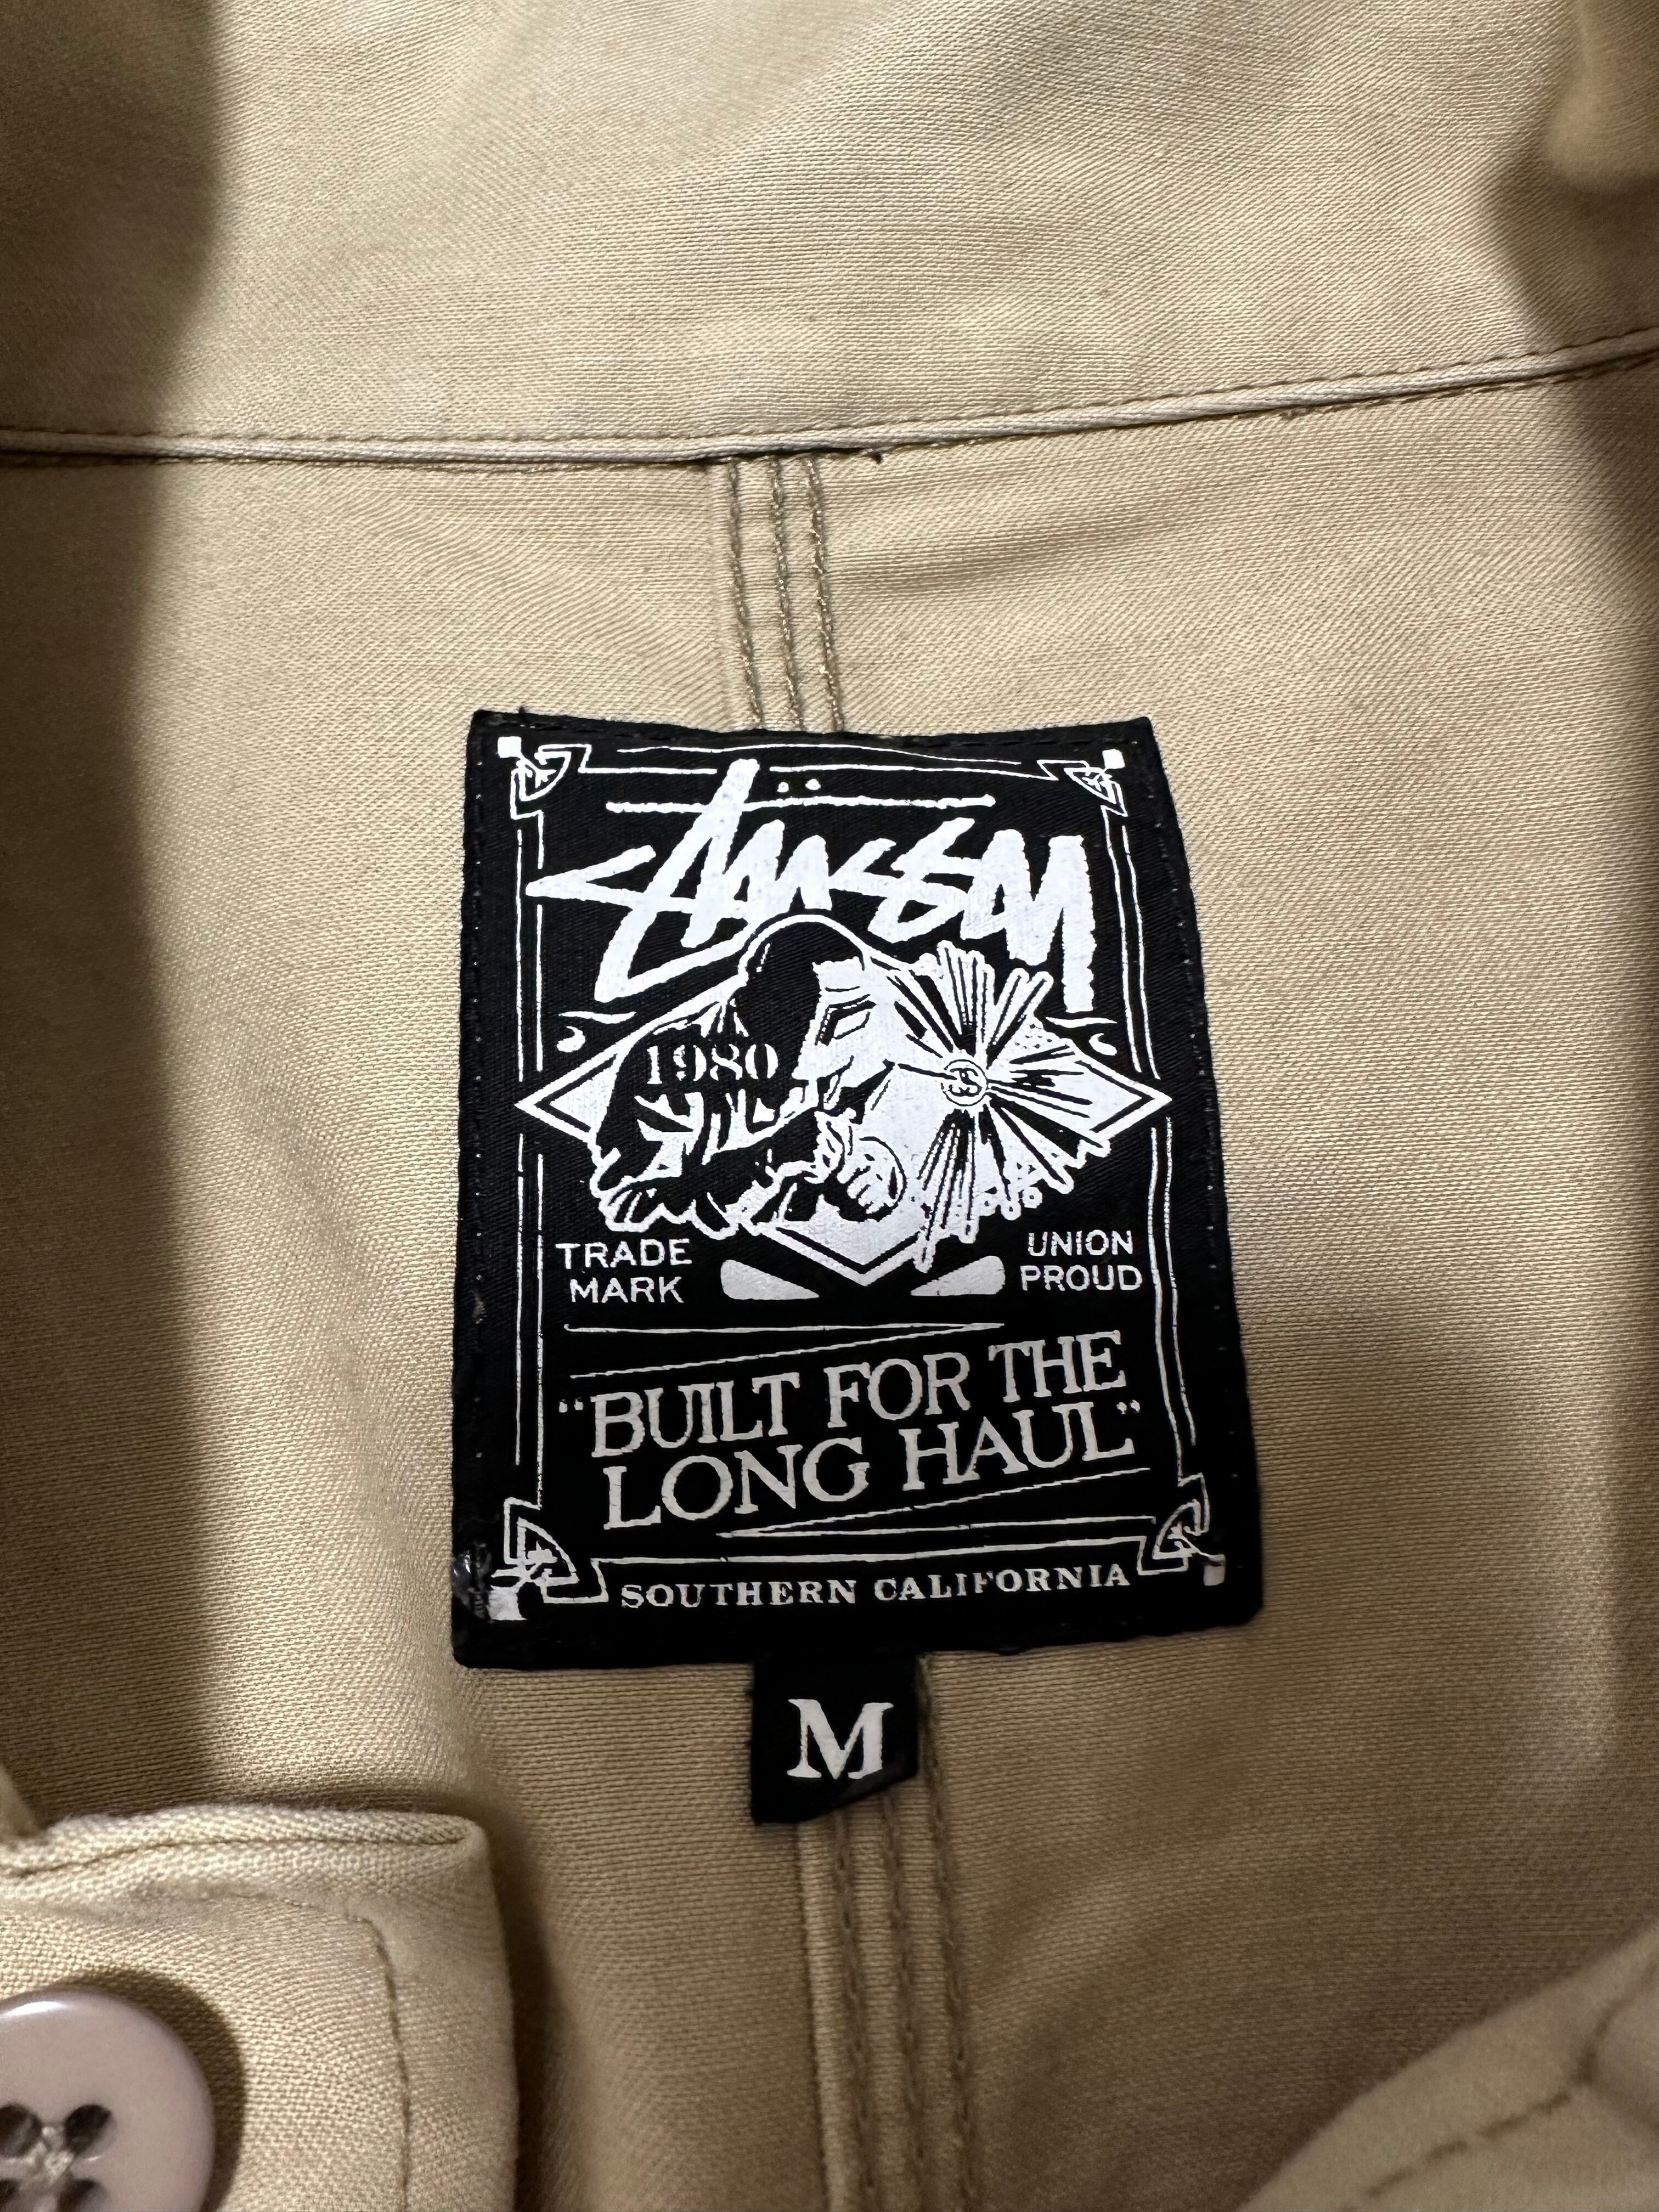 Stüssy
1980
TRADE
MARK
UNION
PROUD
"BUILT FOR THE
LONG HAUL"
SOUTHERN CALIFORNIA
M